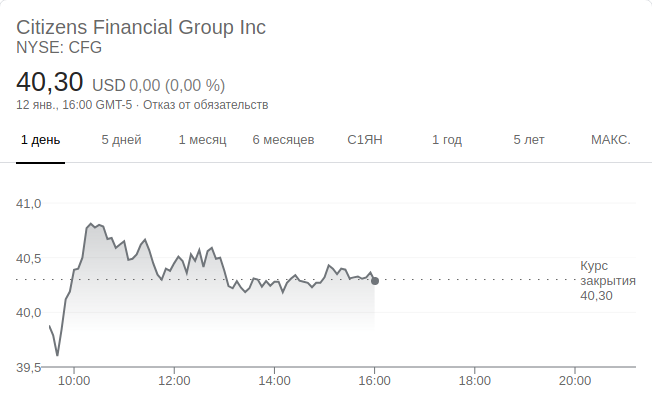 Citizens Financial Group Inc
NYSE: CFG
40,30 USD 0,00 (0,00 %)
12 янв., 16:00 GMT-5 · Отказ от обязательств
1 день 5 дней 1 месяц 6 месяцев С1ЯН 1 год 5 лет МАКС.
41,0
40,5
Курс
закрытия
40,30
40,0
39,5
10:00 12:00 14:00 16:00 18:00 20:00